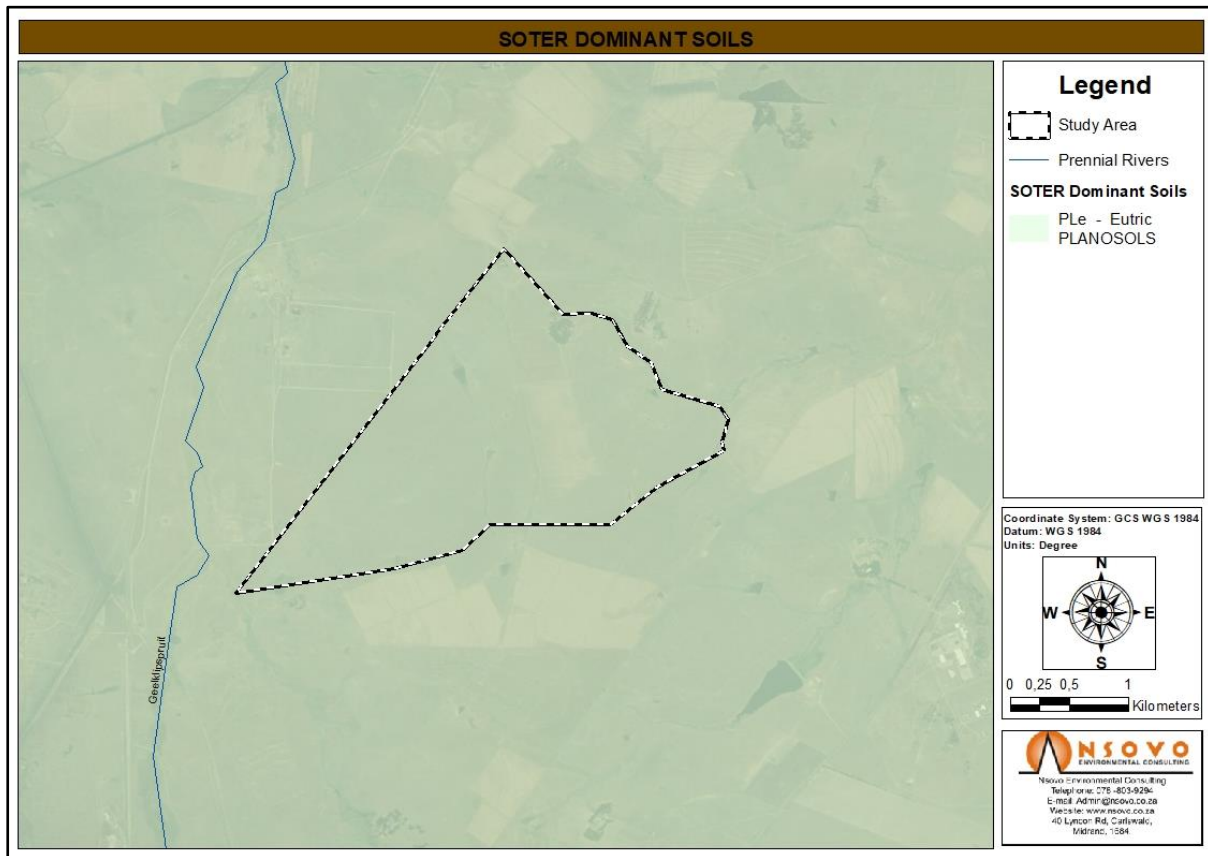 SOTER DOMINANT SOILS
Geelklipspruit
Legend
Study Area
Prennial Rivers
SOTER Dominant Soils
PLe - Eutric
PLANOSOLS
Coordinate System: GCS WGS 1984
Datum: WGS 1984
Units: Degree
N
W E
S
0 0,25 0,5 1
Kilometers
NSOVO
ENVIRONMENTAL CONSULTING
Nsovo Environmental Consulting
Telephone: 078 -803-9294
E-mail: Admin@nsovo.co.za
Website: www.nsovo.co.za
40 Lyncon Rd, Carlswald,
Midrand, 1684.